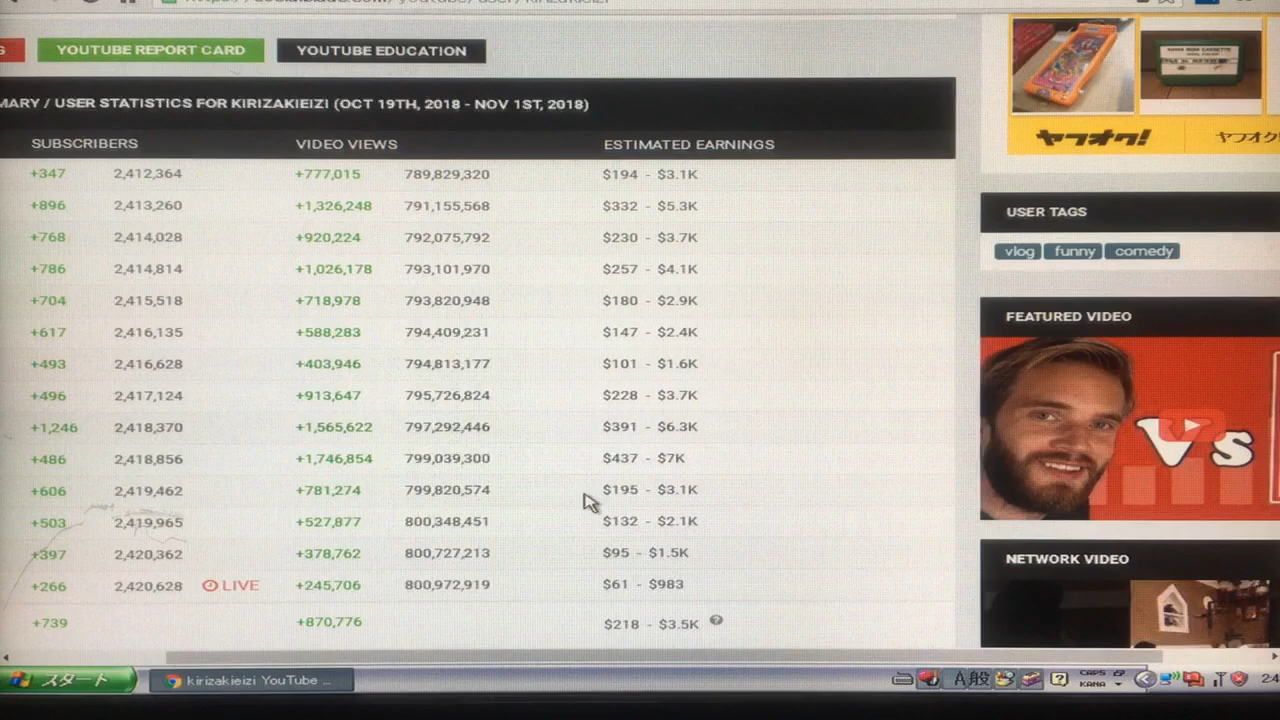 YOUTUBE REPORT CARD
YOUTUBE EDUCATION
MARY / USER STATISTICS FOR KIRIZAKIEIZI (OCT 19TH, 2018 - NOV 1ST, 2018)
SUBSCRIBERS VIDEO VIEWS ESTIMATED EARNINGS
+347 2,412,364 +777,015 789,829,320 $194 - $3.1K
+896 2,413,260 +1,326,248 791,155,568 $332 - $5.3K
+768 2,414,028 +920,224 792,075,792 $230 - $3.7K
+786 2,414,814 +1,026,178 793,101,970 $257 - $4.1K
+704 2,415,518 +718,978 793,820,948 $180 - $2.9K
+617 2,416,135 +588,283 794,409,231 $147 - $2.4K
+493 2,416,628 +403,946 794,813,177 $101 - $1.6K
+496 2,417,124 +913,647 795,726,824 $228 - $3.7K
+1,246 2,418,370 +1,565,622 797,292,446 $391 - $6.3K
+486 2,418,856 +1,746,854 799,039,300 $437 - $7K
+606 2,419,462 +781,274 799,820,574 $195 - $3.1K
+503 2,419,965 +527,877 800,348,451 $132 - $2.1K
+397 2,420,362 +378,762 800,727,213 $95 - $1.5K
+266 2,420,628 LIVE +245,706 800,972,919 $61 - $983
+739 +870,776 $218 - $3.5K
ヤフオク!
ヤフオク
USER TAGS
vlog funny comedy
FEATURED VIDEO
Vs
NETWORK VIDEO
スタート
kirizakieizi YouTube ...
A般
CAPS
KANA
2:4